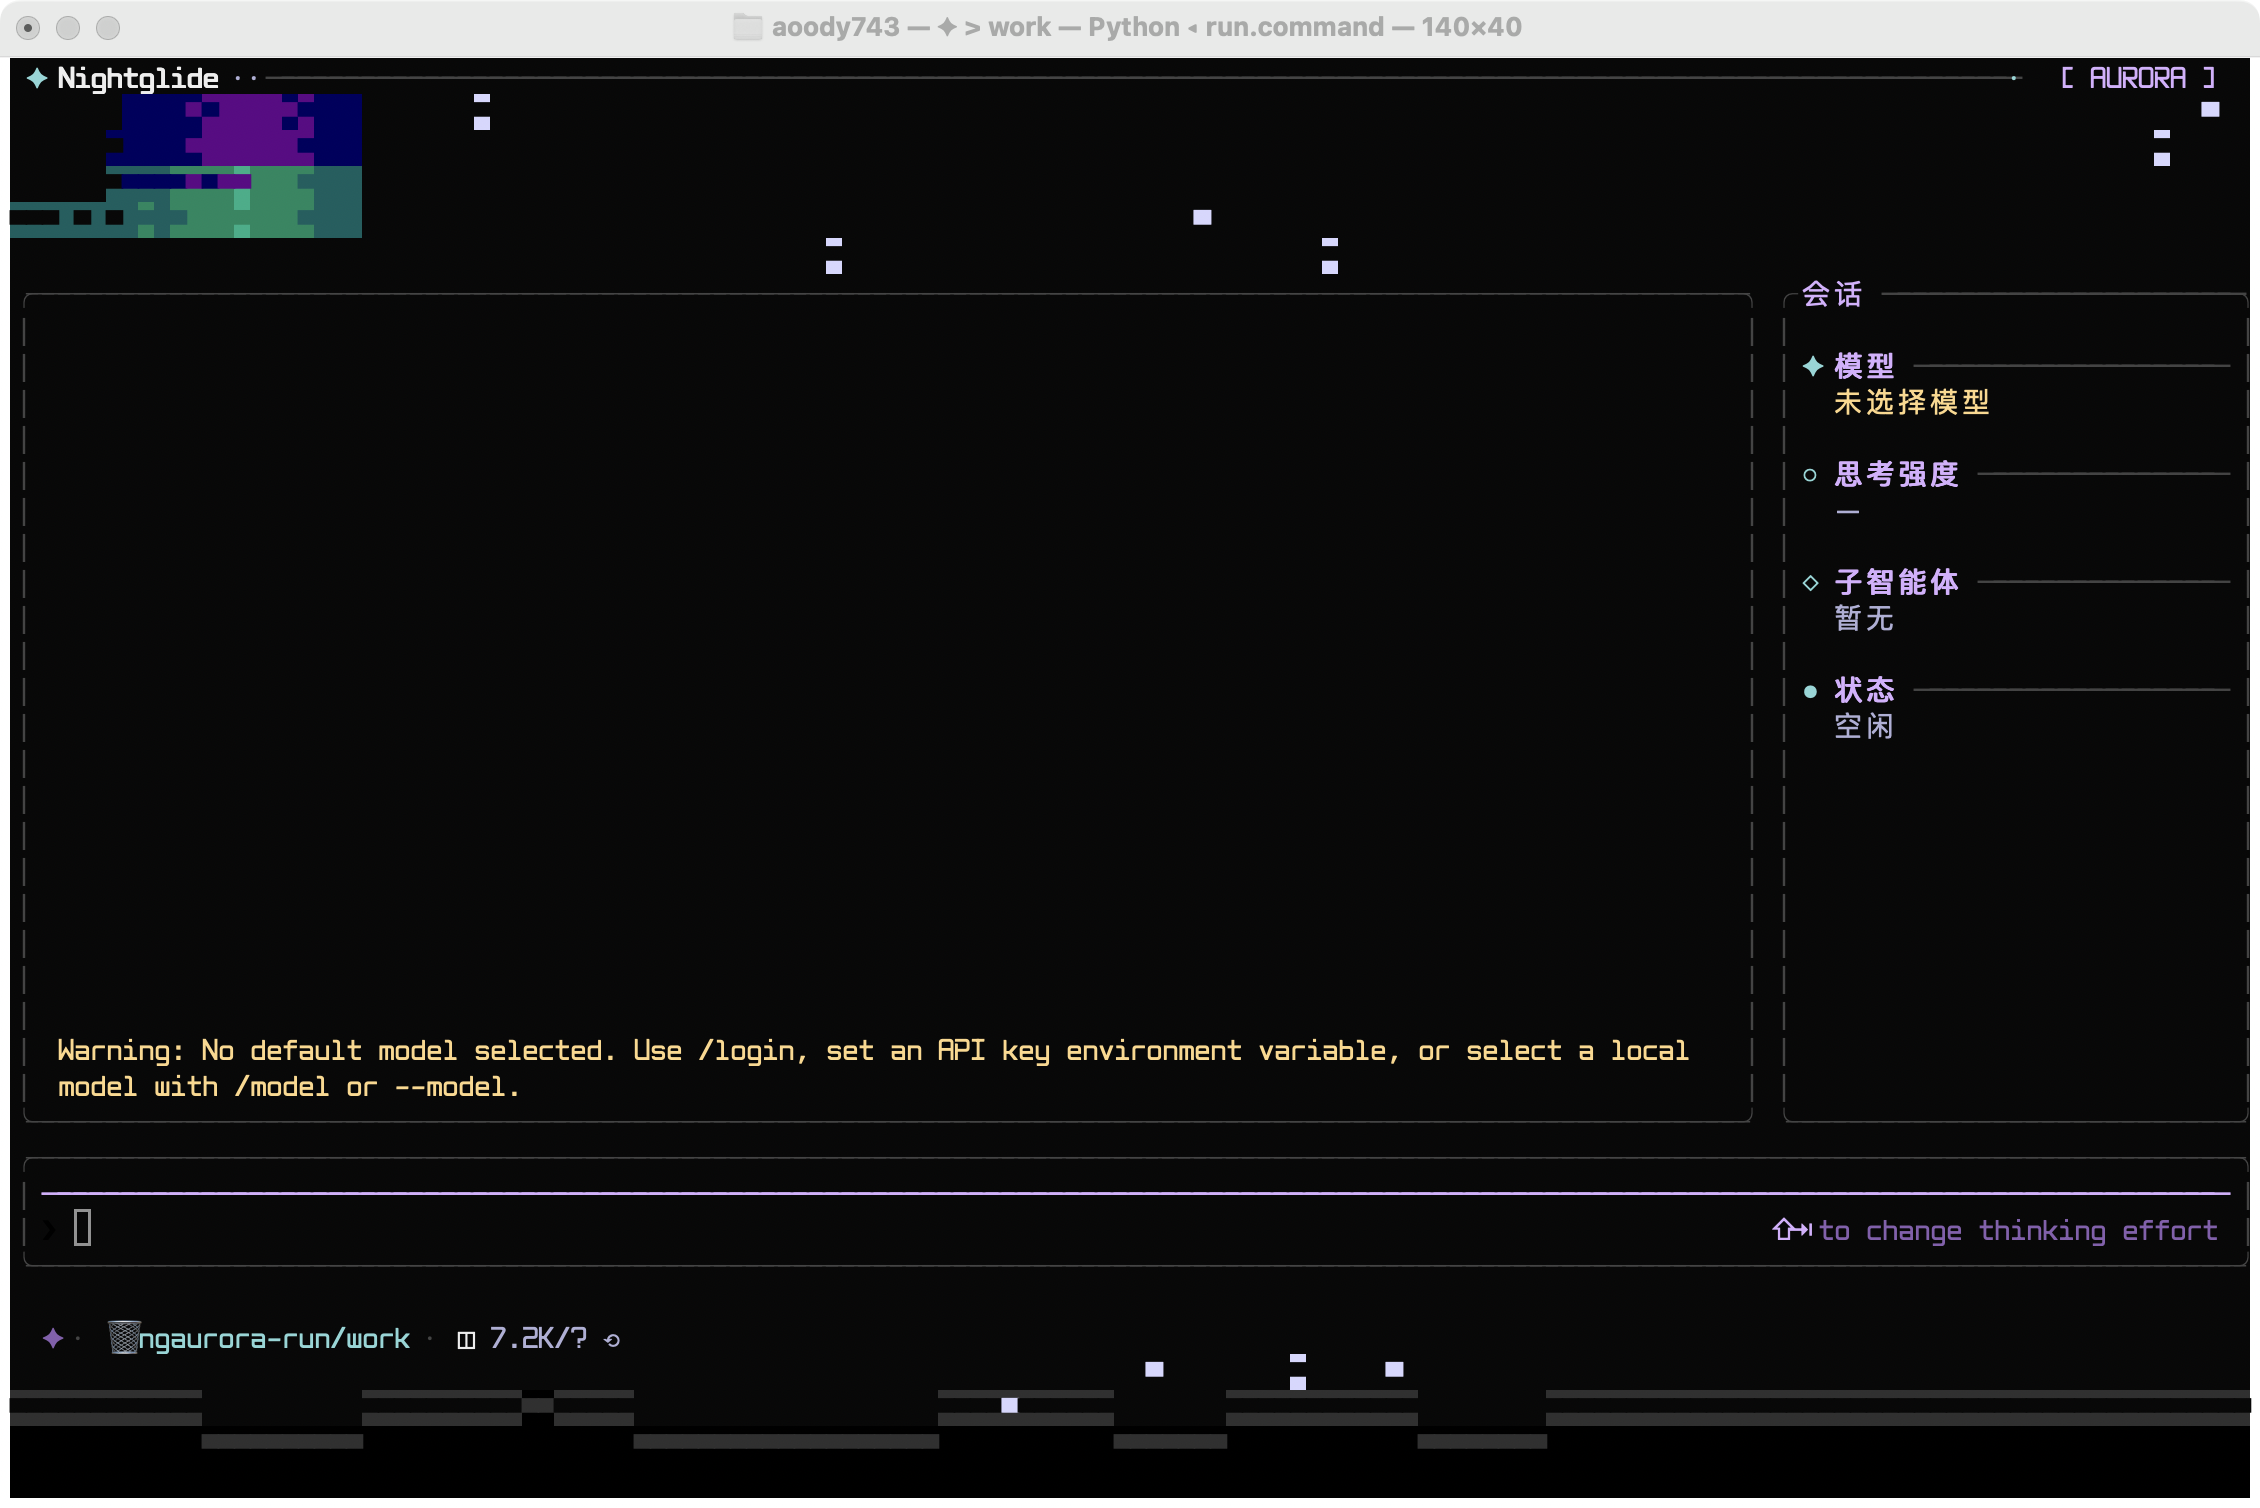 aoody743 — ✦ > work — Python ◂ run.command — 140×40
✦ Nightglide ·· [ AURORA ]
会话
✦ 模型
未选择模型
○ 思考强度
—
◇ 子智能体
暂无
● 状态
空闲
Warning: No default model selected. Use /login, set an API key environment variable, or select a local
model with /model or --model.
❯ to change thinking effort
✦ · 🗑ngaurora-run/work · ◫ 7.2K/? ⟲